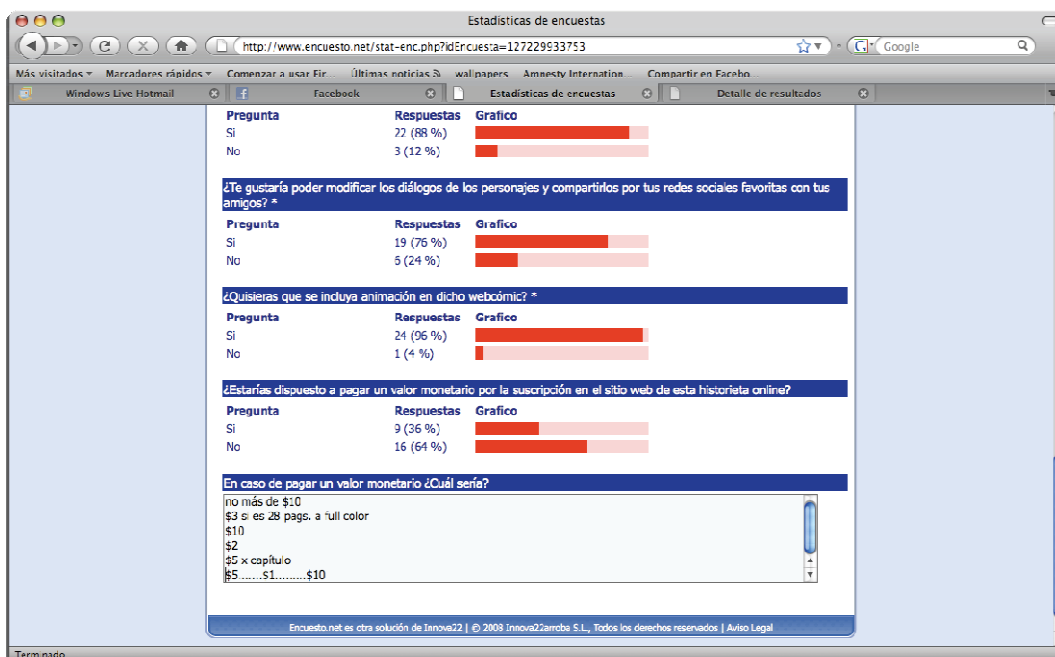 Estadísticas de encuestas
http://www.encuesto.net/stat-enc.php?idEncuesta=127229933753
Google
Más visitados Marcadores rápidos Comenzar a usar Fir... Últimas noticias wallpapers Amnesty Internation... Compartir en Facebo...
Windows Live Hotmail Facebook Estadísticas de encuestas Detalle de resultados
Pregunta Respuestas Grafico
Si 22 (88 %)
No 3 (12 %)
¿Te gustaría poder modificar los diálogos de los personajes y compartirlos por tus redes sociales favoritas con tus
amigos? *
Pregunta Respuestas Grafico
Si 19 (76 %)
No 6 (24 %)
¿Quisieras que se incluya animación en dicho webcómic? *
Pregunta Respuestas Grafico
Si 24 (96 %)
No 1 (4 %)
¿Estarías dispuesto a pagar un valor monetario por la suscripción en el sitio web de esta historieta online?
Pregunta Respuestas Grafico
Si 9 (36 %)
No 16 (64 %)
En caso de pagar un valor monetario ¿Cuál sería?
no más de $10
$3 si es 28 pags. a full color
$10
$2
$5 x capítulo
$5.......$1.........$10
Encuesto.net es otra solución de Innova22 | © 2008 Innova22arroba S.L., Todos los derechos reservados | Aviso Legal
Terminado